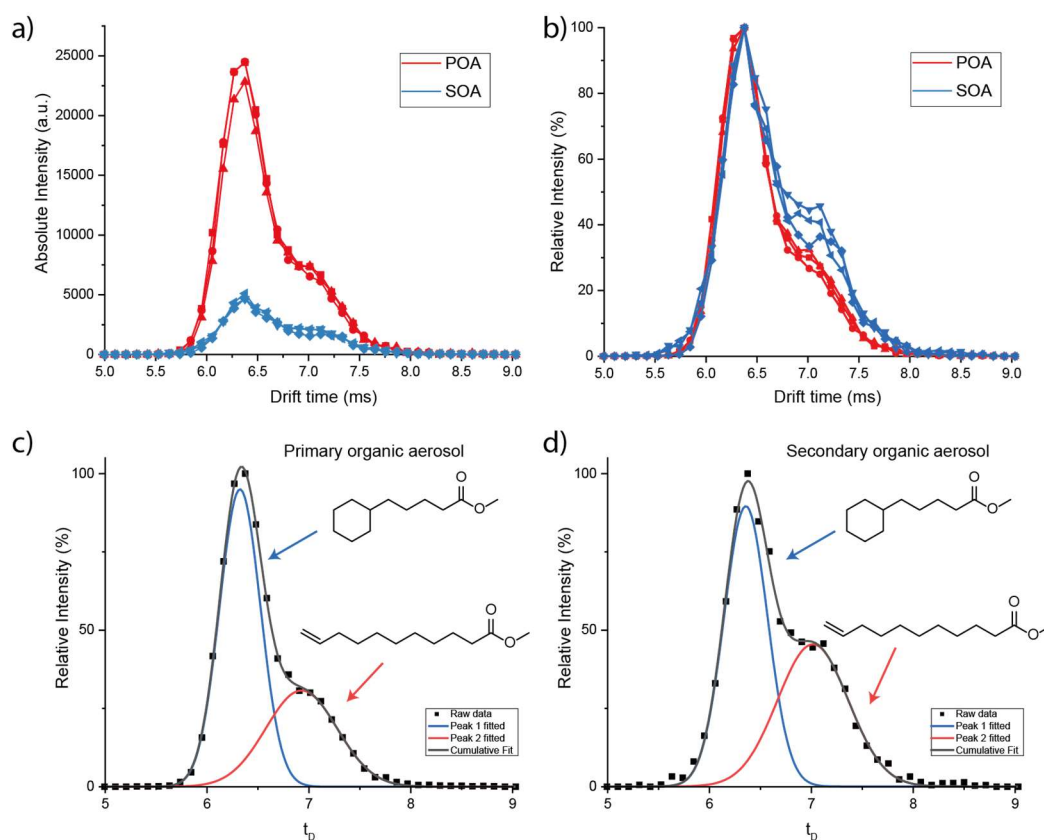 a)
Absolute Intensity (a.u.)
25000
20000
15000
10000
5000
0
5.0 5.5 6.0 6.5 7.0 7.5 8.0 8.5 9.0
Drift time (ms)
POA
SOA
b)
Relative Intensity (%)
100
80
60
40
20
0
5.0 5.5 6.0 6.5 7.0 7.5 8.0 8.5 9.0
Drift time (ms)
POA
SOA
c)
Primary organic aerosol
Relative Intensity (%)
100
50
0
5 6 7 8 9
t_D
O
O
O
O
Raw data
Peak 1 fitted
Peak 2 fitted
Cumulative Fit
d)
Secondary organic aerosol
Relative Intensity (%)
100
50
0
5 6 7 8 9
t_D
O
O
O
O
Raw data
Peak 1 fitted
Peak 2 fitted
Cumulative Fit